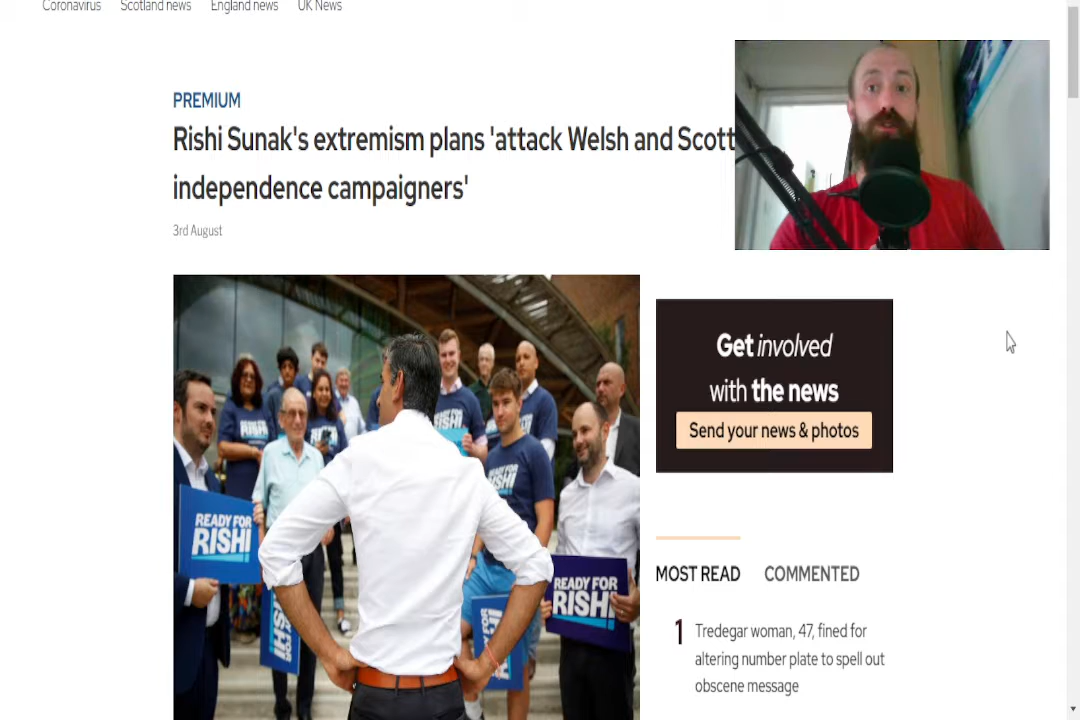 Coronavirus Scotland news England news UK News
PREMIUM
Rishi Sunak's extremism plans 'attack Welsh and Scott
independence campaigners'
3rd August
READY FOR
RISHI
READY FOR
RISHI
Get involved
with the news
Send your news & photos
MOST READ COMMENTED
1 Tredegar woman, 47, fined for
altering number plate to spell out
obscene message